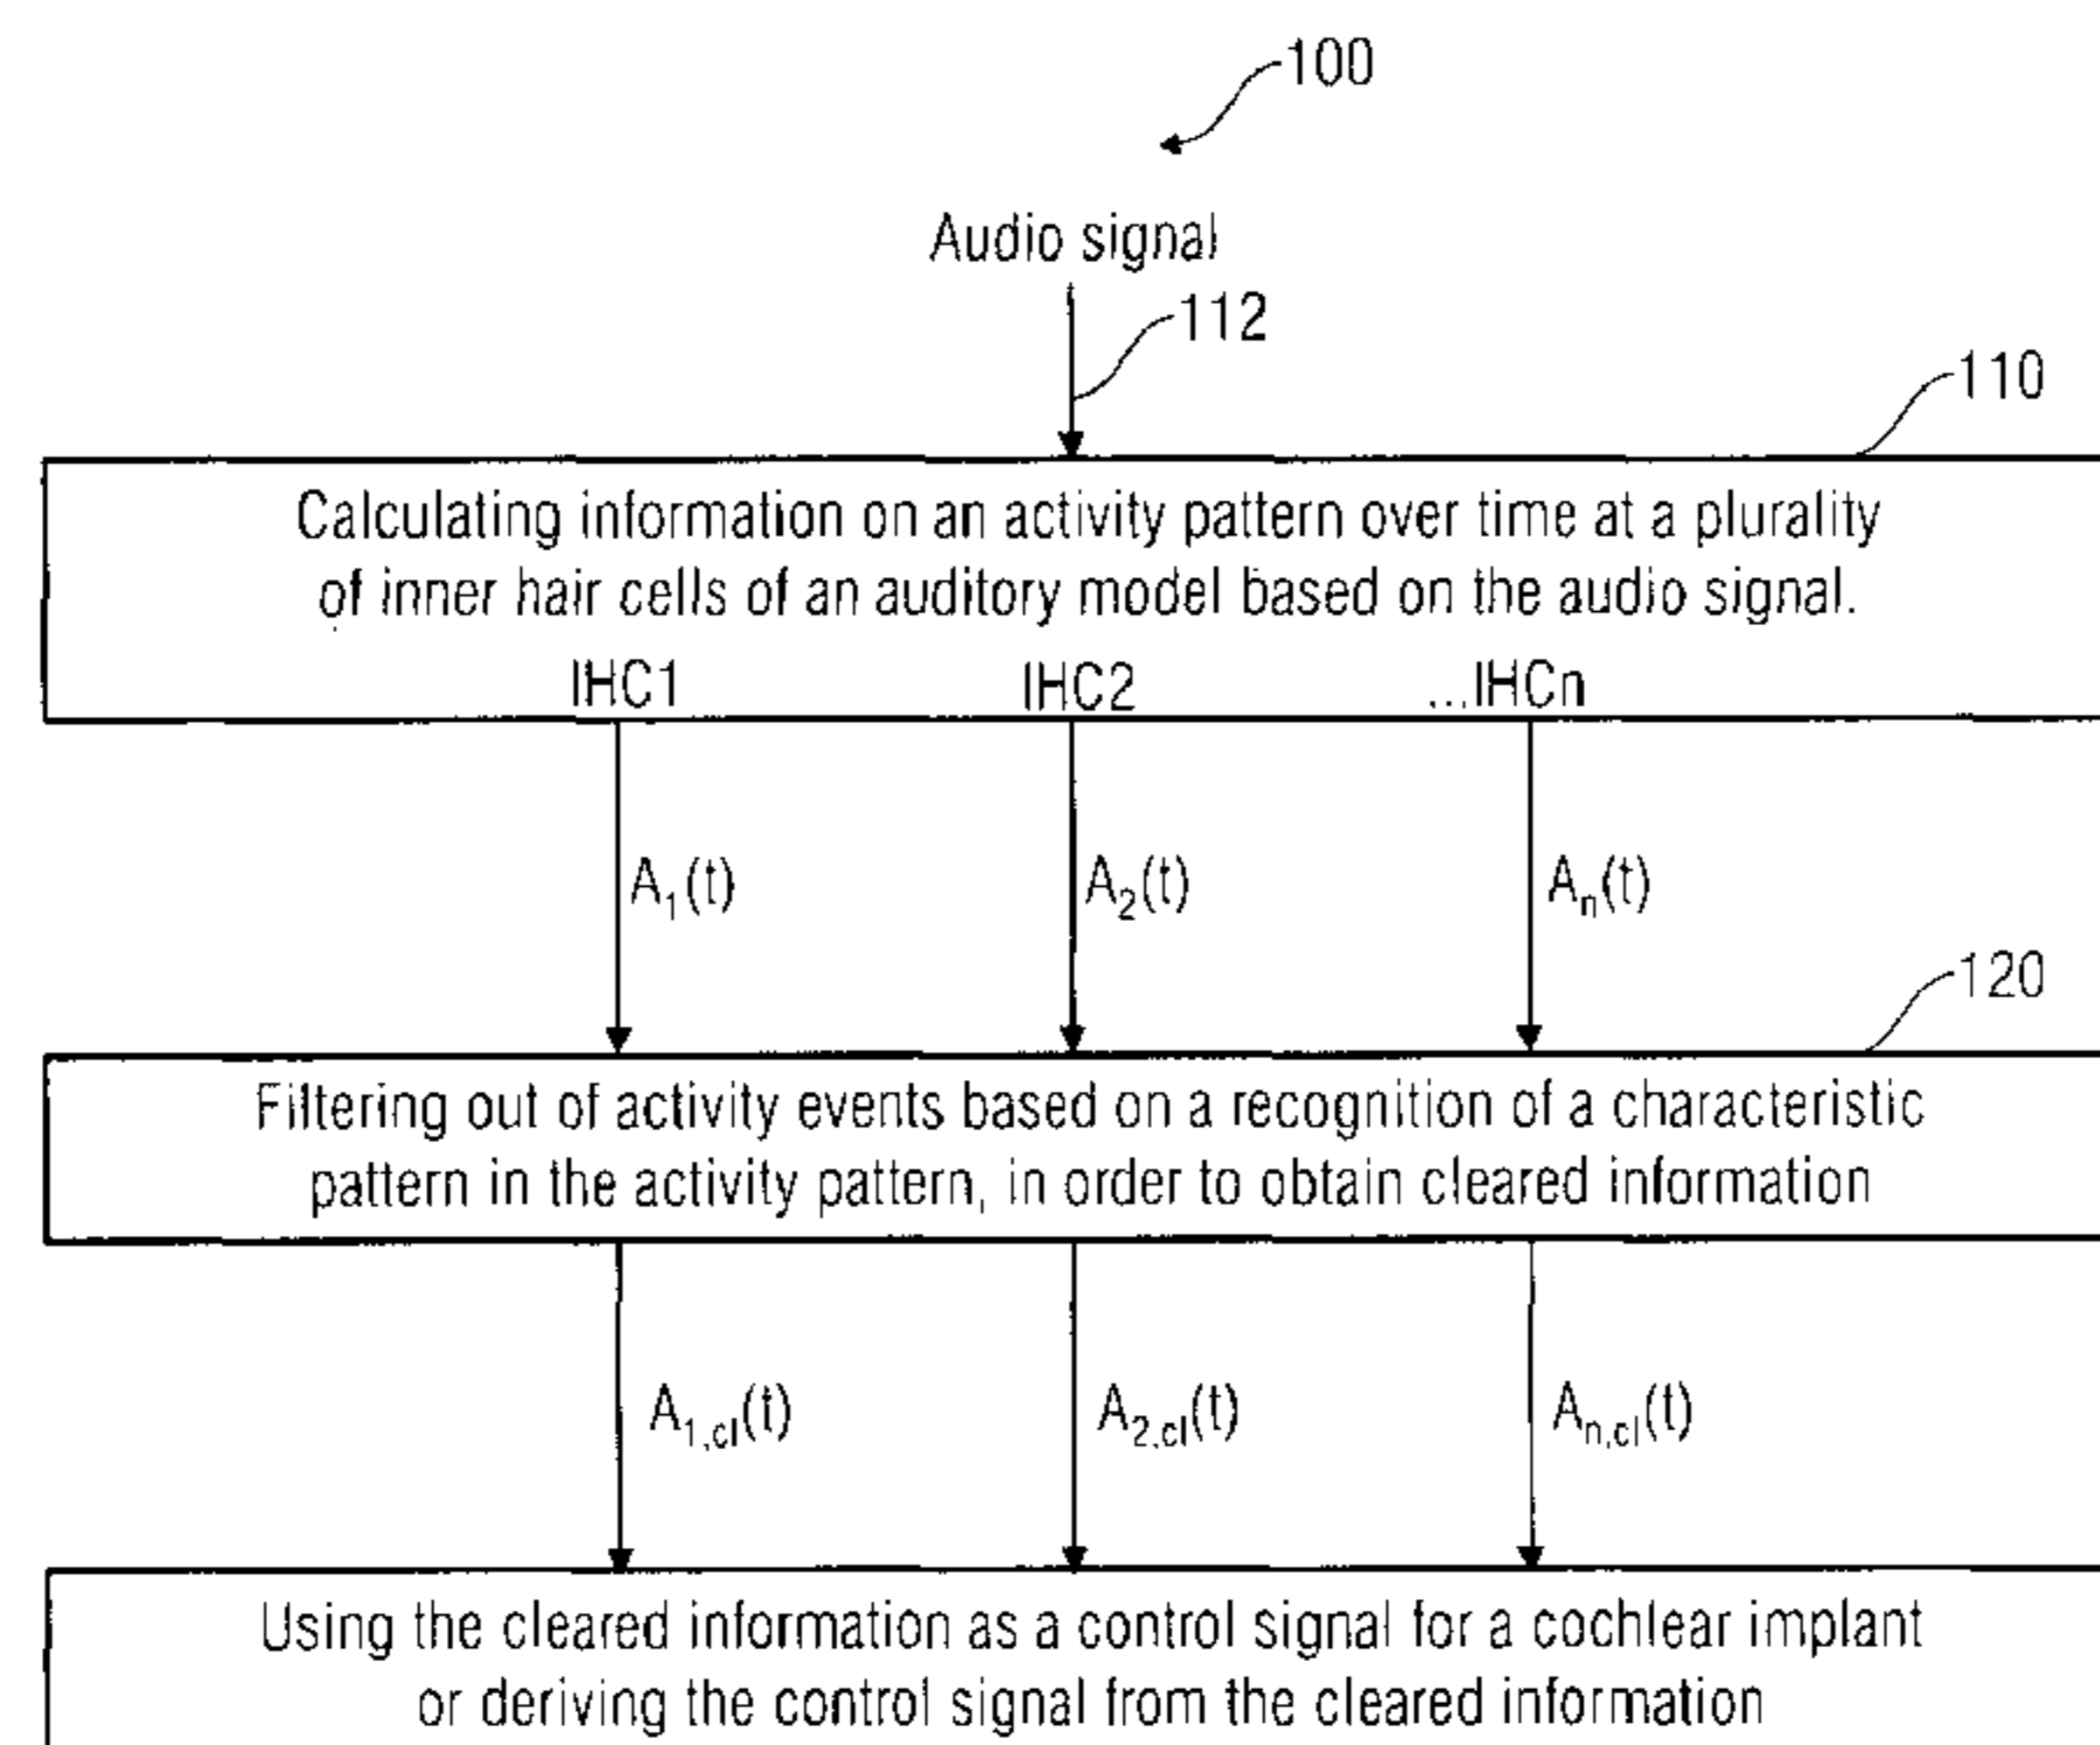 100
Audio signal
112
110
Calculating information on an activity pattern over time at a plurality
of inner hair cells of an auditory model based on the audio signal.
IHC1 IHC2 ...IHCn
A1(t) A2(t) An(t)
120
Filtering out of activity events based on a recognition of a characteristic
pattern in the activity pattern, in order to obtain cleared information
A1,cl(t) A2,cl(t) An,cl(t)
Using the cleared information as a control signal for a cochlear implant
or deriving the control signal from the cleared information